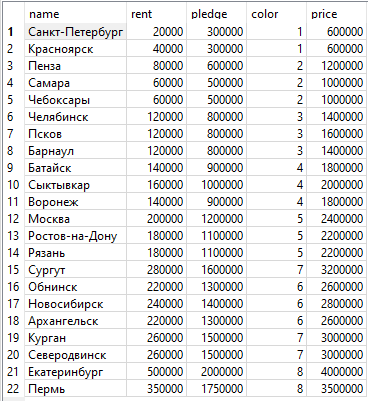 name rent pledge color price
1 Санкт-Петербург 20000 300000 1 600000
2 Красноярск 40000 300000 1 600000
3 Пенза 80000 600000 2 1200000
4 Самара 60000 500000 2 1000000
5 Чебоксары 60000 500000 2 1000000
6 Челябинск 120000 800000 3 1400000
7 Псков 120000 800000 3 1600000
8 Барнаул 120000 800000 3 1400000
9 Батайск 140000 900000 4 1800000
10 Сыктывкар 160000 1000000 4 2000000
11 Воронеж 140000 900000 4 1800000
12 Москва 200000 1200000 5 2400000
13 Ростов-на-Дону 180000 1100000 5 2200000
14 Рязань 180000 1100000 5 2200000
15 Сургут 280000 1600000 7 3200000
16 Обнинск 220000 1300000 6 2600000
17 Новосибирск 240000 1400000 6 2800000
18 Архангельск 220000 1300000 6 2600000
19 Курган 260000 1500000 7 3000000
20 Северодвинск 260000 1500000 7 3000000
21 Екатеринбург 500000 2000000 8 4000000
22 Пермь 350000 1750000 8 3500000